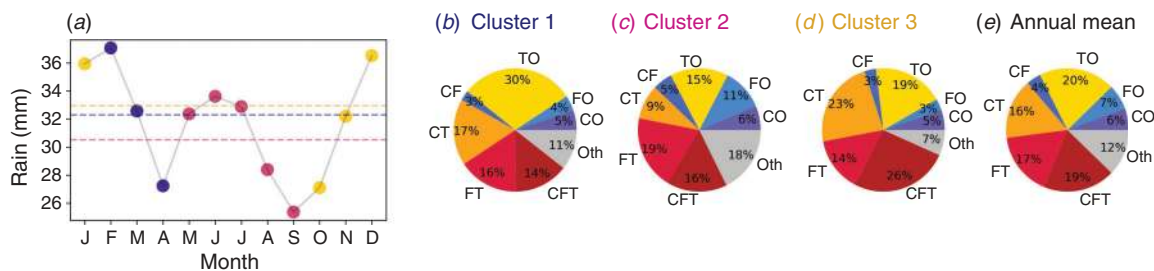 (a)
Rain (mm)
36
34
32
30
28
26
J F M A M J J A S O N D
Month
(b) Cluster 1
TO
30%
CF
3%
FO
4%
CO
5%
CT
17%
Oth
11%
FT
16%
14%
CFT
(c) Cluster 2
TO
15%
CF
5%
FO
11%
CT
9%
CO
6%
FT
19%
Oth
18%
16%
CFT
(d) Cluster 3
TO
19%
CF
3%
CT
23%
FO
3%
CO
5%
Oth
7%
FT
14%
26%
CFT
(e) Annual mean
TO
20%
CF
4%
FO
7%
CT
16%
CO
6%
Oth
12%
FT
17%
19%
CFT